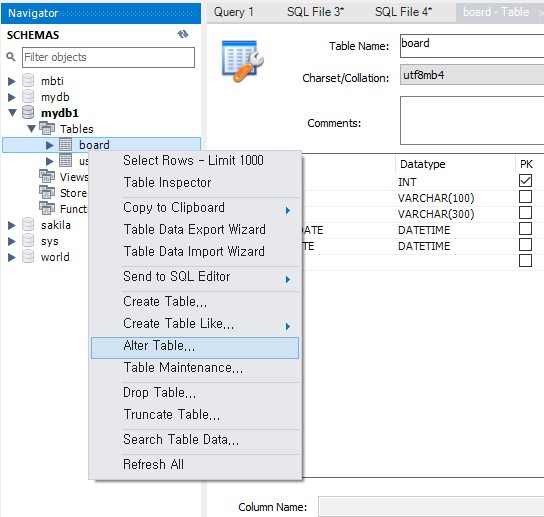 Navigator
SCHEMAS
Filter objects
mbti
mydb
mydb1
Tables
board
us
Views
Store
Functi
sakila
sys
world
Select Rows - Limit 1000
Table Inspector
Copy to Clipboard
Table Data Export Wizard
Table Data Import Wizard
Send to SQL Editor
Create Table...
Create Table Like...
Alter Table...
Table Maintenance...
Drop Table...
Truncate Table...
Search Table Data...
Refresh All
Query 1 SQL File 3* SQL File 4* board - Table
Table Name: board
Charset/Collation: utf8mb4
Comments:
Datatype PK
INT
VARCHAR(100)
VARCHAR(300)
ATE DATETIME
TE DATETIME
Column Name: